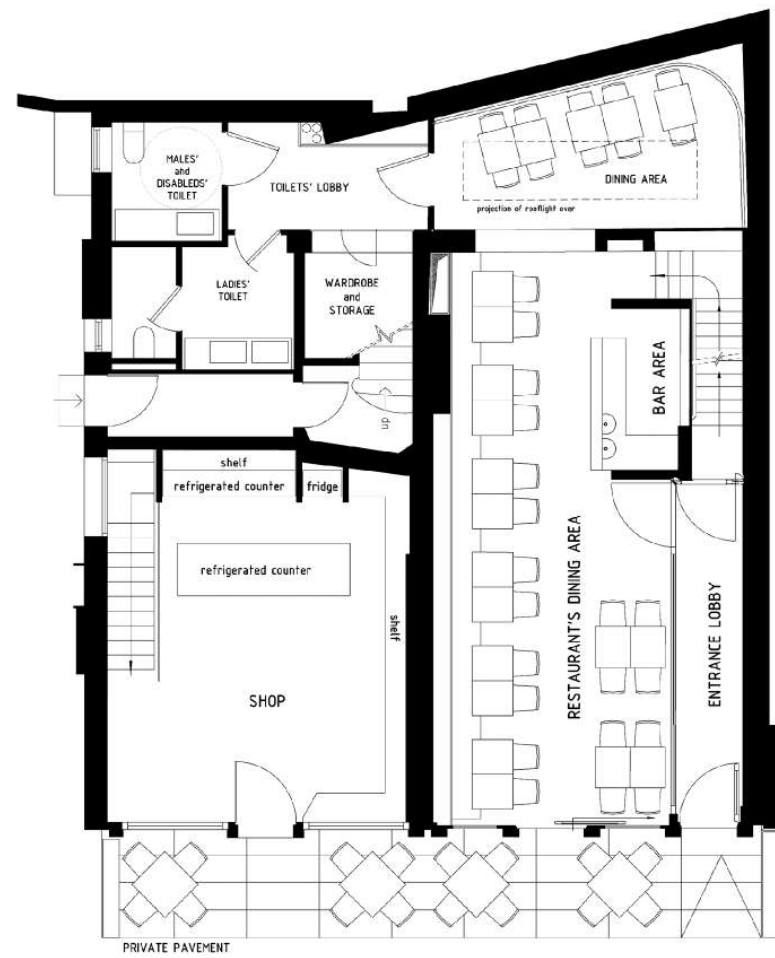 MALES'
and
DISABLEDS'
TOILET
TOILETS' LOBBY
DINING AREA
projection of rooflight over
LADIES'
TOILET
WARDROBE
and
STORAGE
BAR AREA
up
shelf
refrigerated counter
fridge
refrigerated counter
shelf
RESTAURANT'S DINING AREA
ENTRANCE LOBBY
SHOP
PRIVATE PAVEMENT